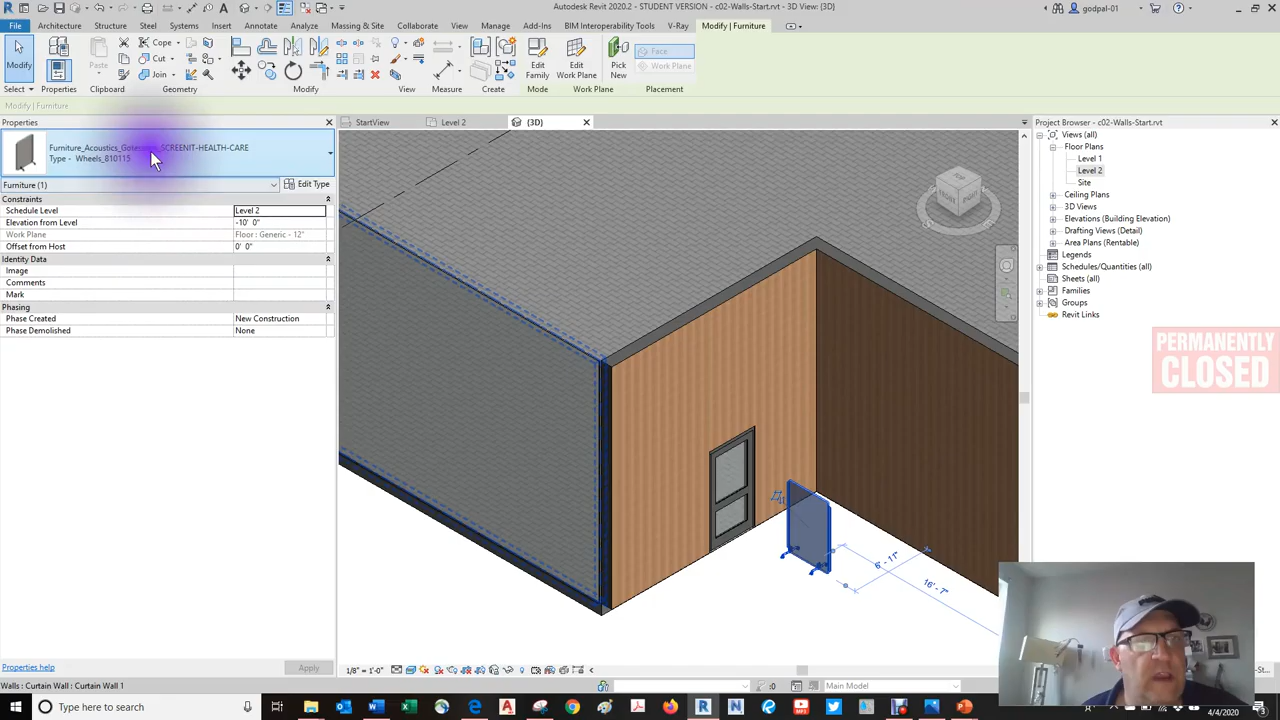 Autodesk Revit 2020.2 - STUDENT VERSION - c02-Walls-Start.rvt - 3D View: {3D}
godpal-01
File Architecture Structure Steel Systems Insert Annotate Analyze Massing & Site Collaborate View Manage Add-Ins BIM Interoperability Tools V-Ray Modify | Furniture
Modify
Paste
Cope
Cut
Join
Edit Family
Edit Work Plane
Pick New
Face
Work Plane
Select Properties Clipboard Geometry Modify View Measure Create Mode Work Plane Placement
Modify | Furniture
Properties
StartView
Level 2
{3D}
Project Browser - c02-Walls-Start.rvt
SCREENIT-HEALTH-CARE
Type - Wheels_810115
Furniture (1)
Edit Type
Constraints
Schedule Level Level 2
Elevation from Level -10' 0"
Work Plane Floor : Generic - 12"
Offset from Host 0' 0"
Identity Data
Image
Comments
Mark
Phasing
Phase Created New Construction
Phase Demolished None
Properties help
Apply
FRONT
RIGHT
6' - 11"
16' - 7"
Views (all)
Floor Plans
Level 1
Level 2
Site
Ceiling Plans
3D Views
Elevations (Building Elevation)
Drafting Views (Detail)
Area Plans (Rentable)
Legends
Schedules/Quantities (all)
Sheets (all)
Families
Groups
Revit Links
PERMANENTLY
CLOSED
1/8" = 1'-0"
Walls : Curtain Wall : Curtain Wall 1
:0
Main Model
Type here to search
4/4/2020